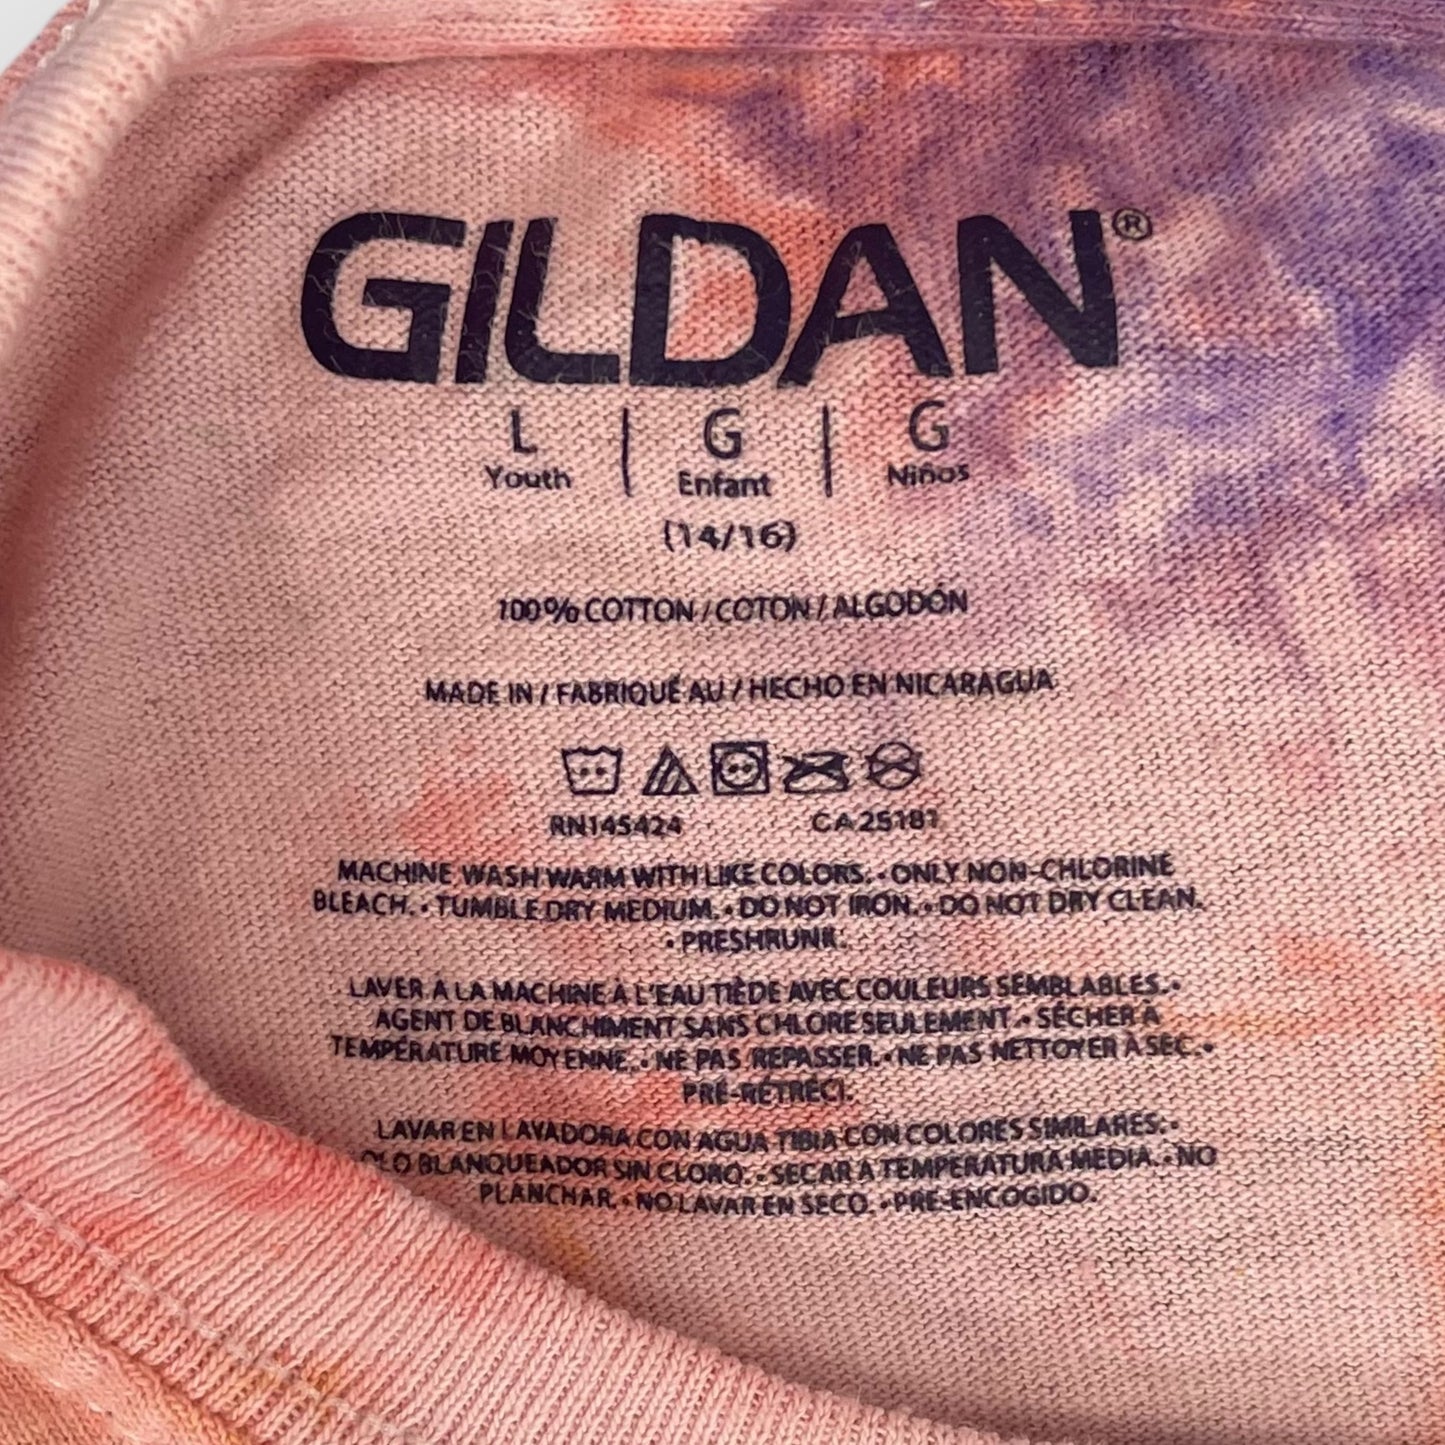 GILDAN®
L | G | G
Youth Enfant Niños
(14/16)
100% COTTON / COTON / ALGODÓN
MADE IN / FABRIQUÉ AU / HECHO EN NICARAGUA
RN145424 CA25181
MACHINE WASH WARM WITH LIKE COLORS. • ONLY NON-CHLORINE
BLEACH. • TUMBLE DRY MEDIUM. • DO NOT IRON. • DO NOT DRY CLEAN.
• PRESHRUNK.
LAVER A LA MACHINE À L'EAU TIÈDE AVEC COULEURS SEMBLABLES. •
AGENT DE BLANCHIMENT SANS CHLORE SEULEMENT. • SÉCHER À
TEMPÉRATURE MOYENNE. • NE PAS REPASSER. • NE PAS NETTOYER À SEC. •
PRÉ-RÉTRÉCI.
LAVAR EN LAVADORA CON AGUA TIBIA CON COLORES SIMILARES. •
OLO BLANQUEADOR SIN CLORO. • SECAR A TEMPERATURA MEDIA. • NO
PLANCHAR. • NO LAVAR EN SECO. • PRE-ENCOGIDO.